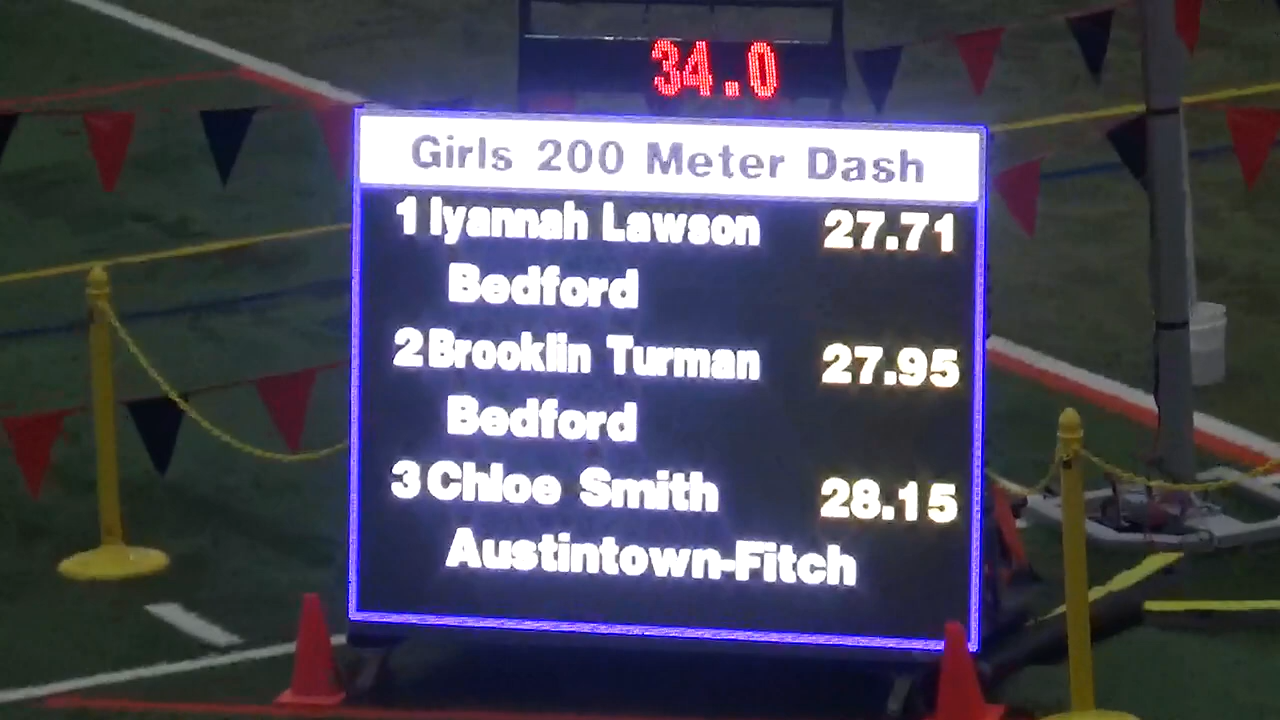 34.0
Girls 200 Meter Dash
1 Iyannah Lawson 27.71
Bedford
2 Brooklin Turman 27.95
Bedford
3 Chloe Smith 28.15
Austintown-Fitch